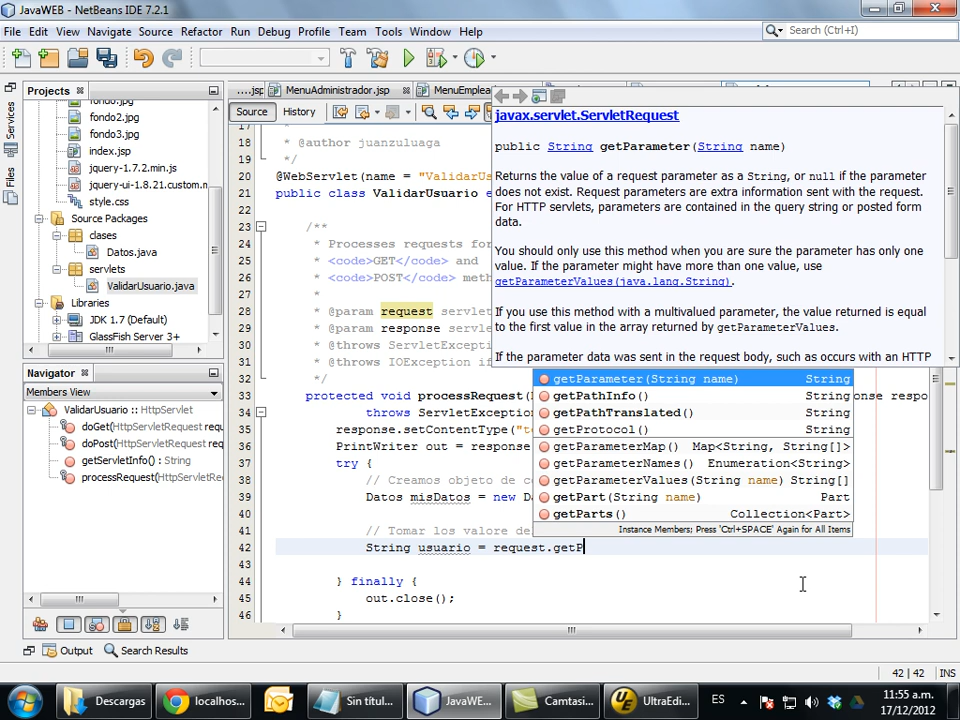 JavaWEB - NetBeans IDE 7.2.1
File Edit View Navigate Source Refactor Run Debug Profile Team Tools Window Help
Search (Ctrl+I)
Projects
fondo2.jpg
fondo3.jpg
index.jsp
jquery-1.7.2.min.js
jquery-ui-1.8.21.custom.m
style.css
Source Packages
clases
Datos.java
servlets
ValidarUsuario.java
Libraries
JDK 1.7 (Default)
GlassFish Server 3+
Services
Files
Navigator
Members View
ValidarUsuario :: HttpServlet
doGet(HttpServletRequest requ
doPost(HttpServletRequest req
getServletInfo() : String
processRequest(HttpServletRe
...jsp MenuAdministrador.jsp MenuEmplea
Source History
17 *
18 * @author juanzuluaga
19 */
20 @WebServlet(name = "ValidarUs
21 public class ValidarUsuario e
22
23 /**
24 * Processes requests for
25 * <code>GET</code> and
26 * <code>POST</code> meth
27 *
28 * @param request servlet
29 * @param response servle
30 * @throws ServletExcepti
31 * @throws IOException if
32 */
33 protected void processRequest(H onse respo
34 throws ServletException
35 response.setContentType("te
36 PrintWriter out = response.
37 try {
38 // Creamos objeto de co
39 Datos misDatos = new Da
40
41 // Tomar los valore de
42 String usuario = request.getP
43
44 } finally {
45 out.close();
46 }
javax.servlet.ServletRequest
public String getParameter(String name)
Returns the value of a request parameter as a String, or null if the parameter
does not exist. Request parameters are extra information sent with the request.
For HTTP servlets, parameters are contained in the query string or posted form
data.
You should only use this method when you are sure the parameter has only one
value. If the parameter might have more than one value, use
getParameterValues(java.lang.String).
If you use this method with a multivalued parameter, the value returned is equal
to the first value in the array returned by getParameterValues.
If the parameter data was sent in the request body, such as occurs with an HTTP
getParameter(String name) String
getPathInfo() String
getPathTranslated() String
getProtocol() String
getParameterMap() Map<String, String[]>
getParameterNames() Enumeration<String>
getParameterValues(String name) String[]
getPart(String name) Part
getParts() Collection<Part>
Instance Members; Press 'Ctrl+SPACE' Again for All Items
Output Search Results
42 | 42 INS
Descargas localhos... Sin títul... JavaWE... Camtasi... UltraEdi... ES
11:55 a.m.
17/12/2012